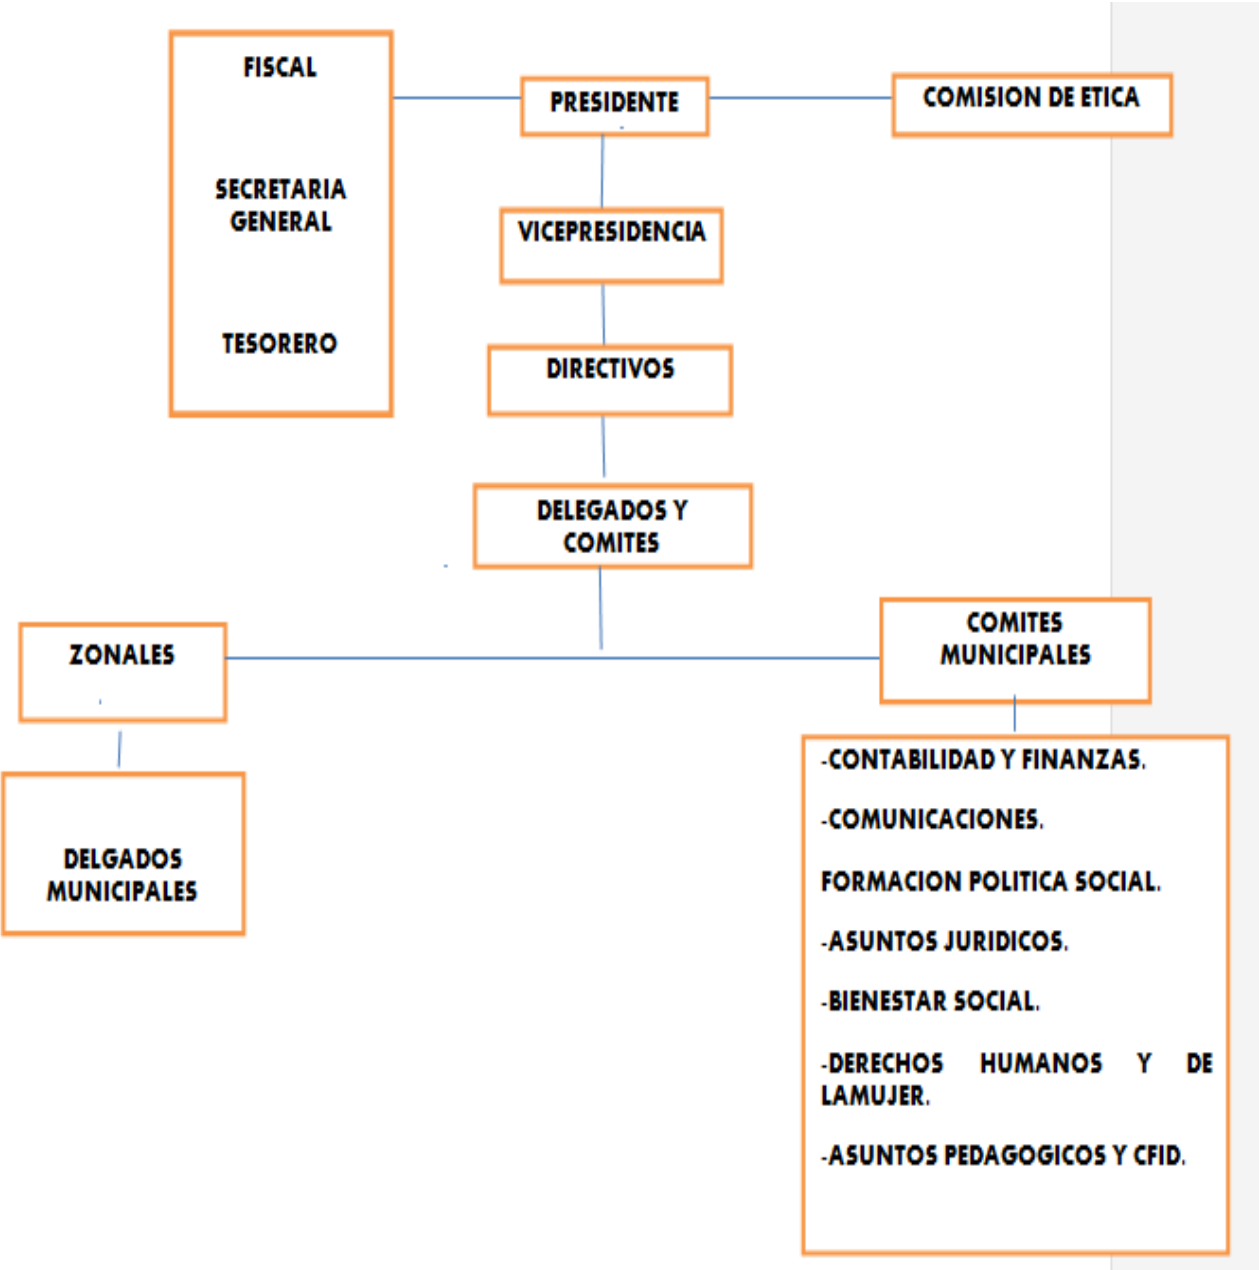 FISCAL
SECRETARIA
GENERAL
TESORERO
PRESIDENTE
COMISION DE ETICA
VICEPRESIDENCIA
DIRECTIVOS
DELEGADOS Y
COMITES
ZONALES
DELGADOS
MUNICIPALES
COMITES
MUNICIPALES
-CONTABILIDAD Y FINANZAS.
-COMUNICACIONES.
FORMACION POLITICA SOCIAL.
-ASUNTOS JURIDICOS.
-BIENESTAR SOCIAL.
-DERECHOS HUMANOS Y DE
LAMUJER.
-ASUNTOS PEDAGOGICOS Y CFID.